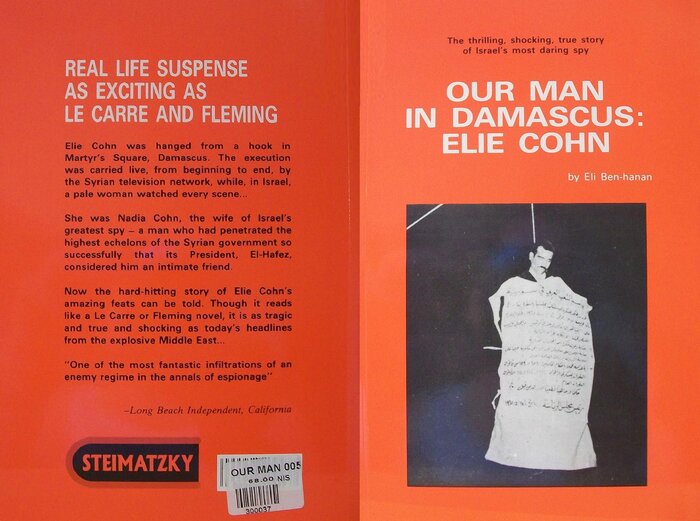 REAL LIFE SUSPENSE
AS EXCITING AS
LE CARRE AND FLEMING
Elie Cohn was hanged from a hook in
Martyr's Square, Damascus. The execution
was carried live, from beginning to end, by
the Syrian television network, while, in Israel,
a pale woman watched every scene...
She was Nadia Cohn, the wife of Israel's
greatest spy – a man who had penetrated the
highest echelons of the Syrian government so
successfully that its President, El-Hafez,
considered him an intimate friend.
Now the hard-hitting story of Elie Cohn's
amazing feats can be told. Though it reads
like a Le Carre or Fleming novel, it is as tragic
and true and shocking as today's headlines
from the explosive Middle East...
"One of the most fantastic infiltrations of an
enemy regime in the annals of espionage"
–Long Beach Independent, California
STEIMATZKY
OUR MAN 005
68.00 NIS
300037
The thrilling, shocking, true story
of Israel's most daring spy
OUR MAN
IN DAMASCUS:
ELIE COHN
by Eli Ben-hanan